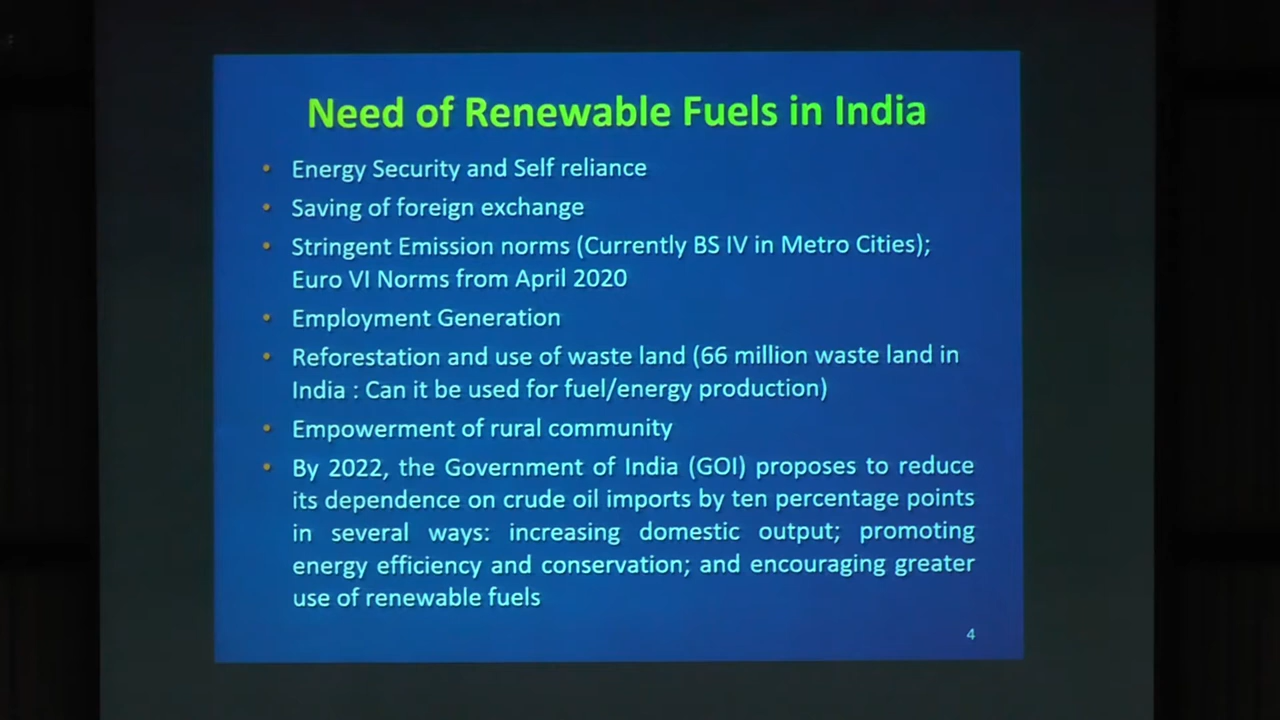 Need of Renewable Fuels in India
• Energy Security and Self reliance
• Saving of foreign exchange
• Stringent Emission norms (Currently BS IV in Metro Cities);
Euro VI Norms from April 2020
• Employment Generation
• Reforestation and use of waste land (66 million waste land in
India : Can it be used for fuel/energy production)
• Empowerment of rural community
• By 2022, the Government of India (GOI) proposes to reduce
its dependence on crude oil imports by ten percentage points
in several ways: increasing domestic output; promoting
energy efficiency and conservation; and encouraging greater
use of renewable fuels
4